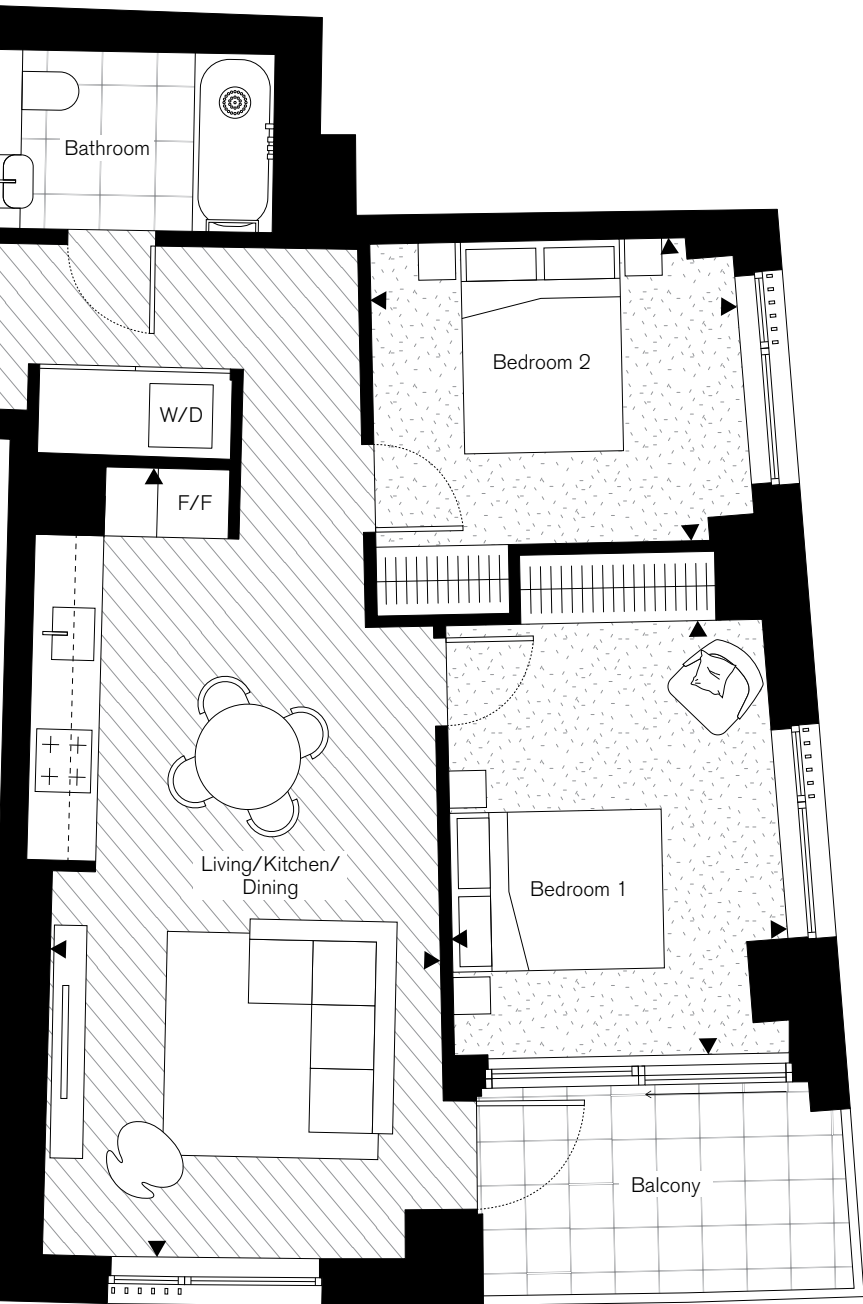 Bathroom
Bedroom 2
W/D
F/F
Living/Kitchen/
Dining
Bedroom 1
Balcony